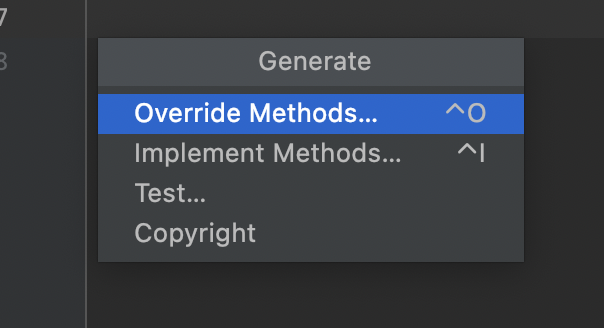 7
8
Generate
Override Methods... ^O
Implement Methods... ^I
Test...
Copyright